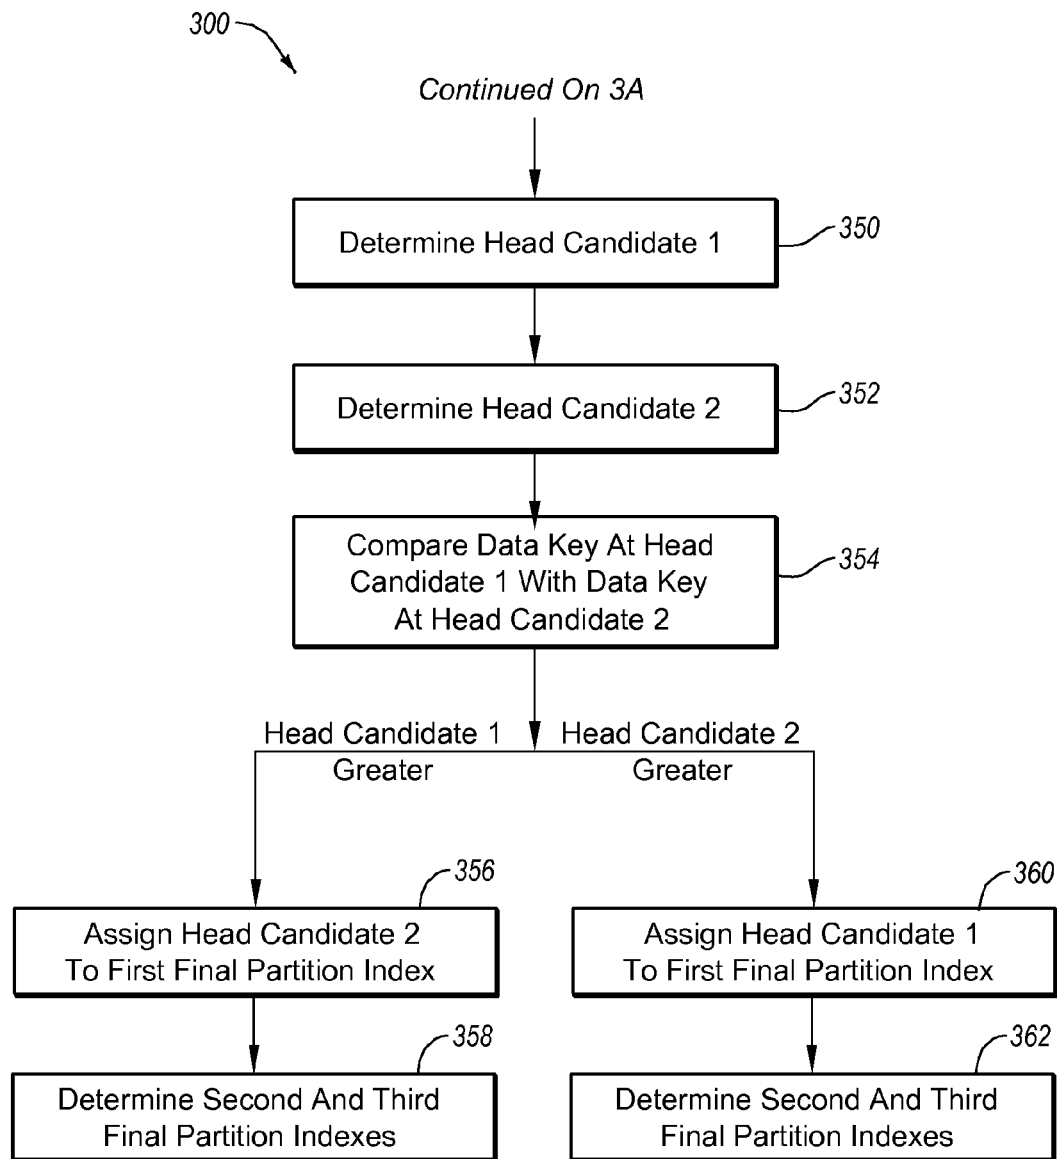 300
Continued On 3A
Determine Head Candidate 1
350
Determine Head Candidate 2
352
Compare Data Key At Head
Candidate 1 With Data Key
At Head Candidate 2
354
Head Candidate 1
Greater
Head Candidate 2
Greater
356
Assign Head Candidate 2
To First Final Partition Index
360
Assign Head Candidate 1
To First Final Partition Index
358
Determine Second And Third
Final Partition Indexes
362
Determine Second And Third
Final Partition Indexes